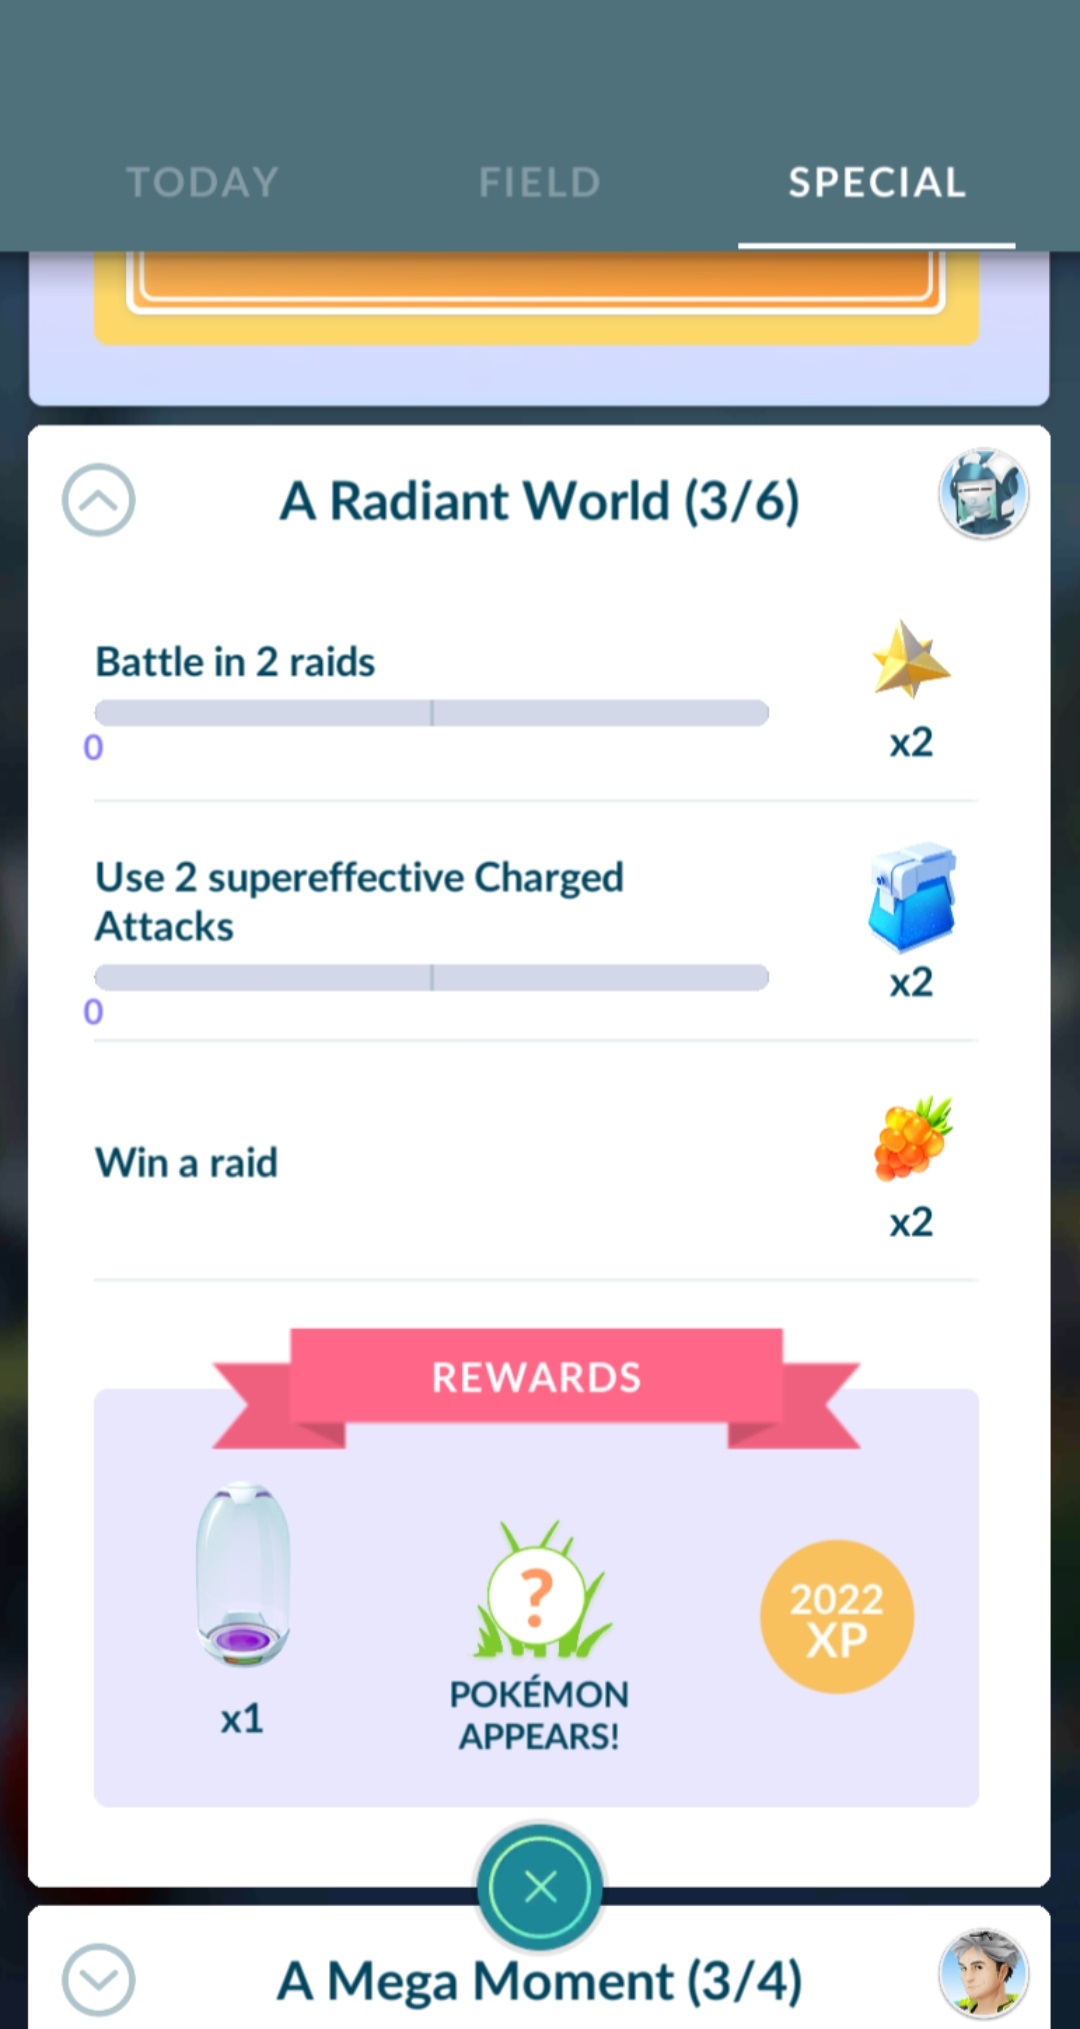 TODAY FIELD SPECIAL
A Radiant World (3/6)
Battle in 2 raids
x2
0
Use 2 supereffective Charged
Attacks
x2
0
Win a raid
x2
REWARDS
?
2022
XP
POKÉMON
APPEARS!
x1
A Mega Moment (3/4)